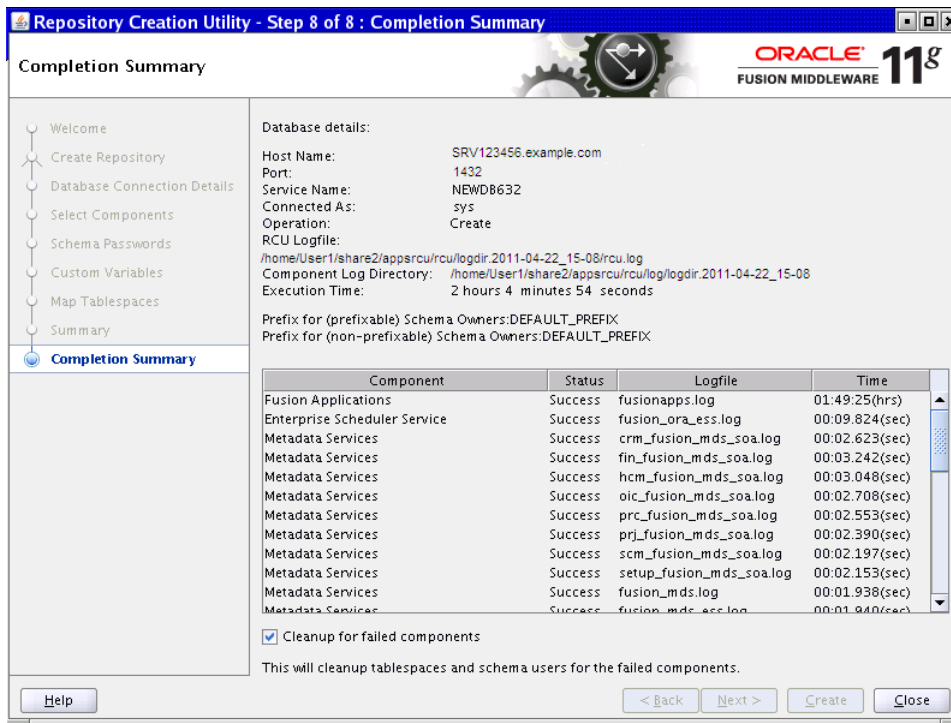 Repository Creation Utility - Step 8 of 8 : Completion Summary
Completion Summary
ORACLE
FUSION MIDDLEWARE
11g
Welcome
Create Repository
Database Connection Details
Select Components
Schema Passwords
Custom Variables
Map Tablespaces
Summary
Completion Summary
Database details:
Host Name: SRV123456.example.com
Port: 1432
Service Name: NEWDB632
Connected As: sys
Operation: Create
RCU Logfile:
/home/User1/share2/appsrcu/rcu/logdir.2011-04-22_15-08/rcu.log
Component Log Directory: /home/User1/share2/appsrcu/rcu/log/logdir.2011-04-22_15-08
Execution Time: 2 hours 4 minutes 54 seconds
Prefix for (prefixable) Schema Owners:DEFAULT_PREFIX
Prefix for (non-prefixable) Schema Owners:DEFAULT_PREFIX
Component Status Logfile Time
Fusion Applications Success fusionapps.log 01:49:25(hrs)
Enterprise Scheduler Service Success fusion_ora_ess.log 00:09.824(sec)
Metadata Services Success crm_fusion_mds_soa.log 00:02.623(sec)
Metadata Services Success fin_fusion_mds_soa.log 00:03.242(sec)
Metadata Services Success hcm_fusion_mds_soa.log 00:03.048(sec)
Metadata Services Success oic_fusion_mds_soa.log 00:02.708(sec)
Metadata Services Success prc_fusion_mds_soa.log 00:02.553(sec)
Metadata Services Success prj_fusion_mds_soa.log 00:02.390(sec)
Metadata Services Success scm_fusion_mds_soa.log 00:02.197(sec)
Metadata Services Success setup_fusion_mds_soa.log 00:02.153(sec)
Metadata Services Success fusion_mds.log 00:01.938(sec)
Metadata Services Success fusion_mds_ess.log 00:01.940(sec)
Cleanup for failed components
This will cleanup tablespaces and schema users for the failed components.
Help
< Back
Next >
Create
Close